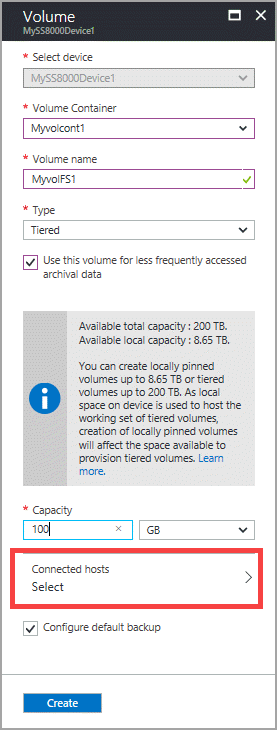 Volume
MySS8000Device1
* Select device
MySS8000Device1
* Volume Container
Myvolcont1
* Volume name
MyvolFS1
* Type
Tiered
Use this volume for less frequently accessed
archival data
Available total capacity : 200 TB.
Available local capacity : 8.65 TB.
You can create locally pinned
volumes up to 8.65 TB or tiered
volumes up to 200 TB. As local
space on device is used to host the
working set of tiered volumes,
creation of locally pinned volumes
will affect the space available to
provision tiered volumes. Learn
more.
* Capacity
100 GB
Connected hosts
Select
Configure default backup
Create